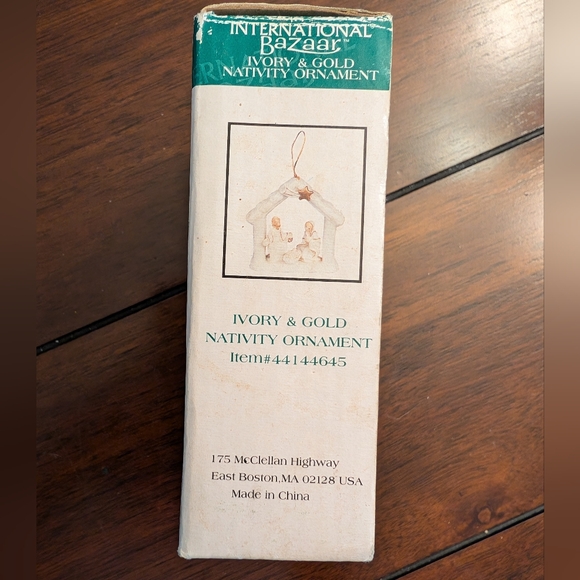 INTERNATIONAL
Bazaar™
IVORY & GOLD
NATIVITY ORNAMENT
IVORY & GOLD
NATIVITY ORNAMENT
Item#44144645
175 McClellan Highway
East Boston, MA 02128 USA
Made in China